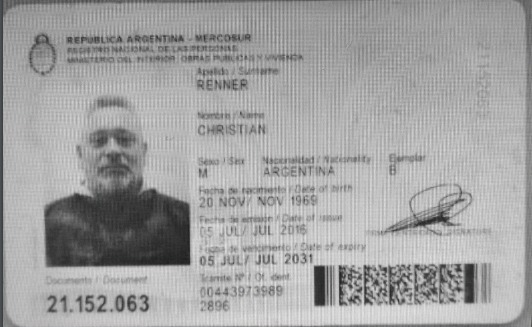 REPUBLICA ARGENTINA - MERCOSUR
REGISTRO NACIONAL DE LAS PERSONAS
MINISTERIO DEL INTERIOR, OBRAS PUBLICAS Y VIVIENDA
Apellido / Surname
RENNER
Nombre / Name
CHRISTIAN
Sexo / Sex Nacionalidad / Nationality Ejemplar
M ARGENTINA B
Fecha de nacimiento / Date of birth
20 NOV/ NOV 1969
Fecha de emisión / Date of issue
05 JUL/ JUL 2016
Fecha de vencimiento / Date of expiry
05 JUL/ JUL 2031
Documento / Document
21.152.063
Trámite Nº / Of. ident.
00443973989
2896